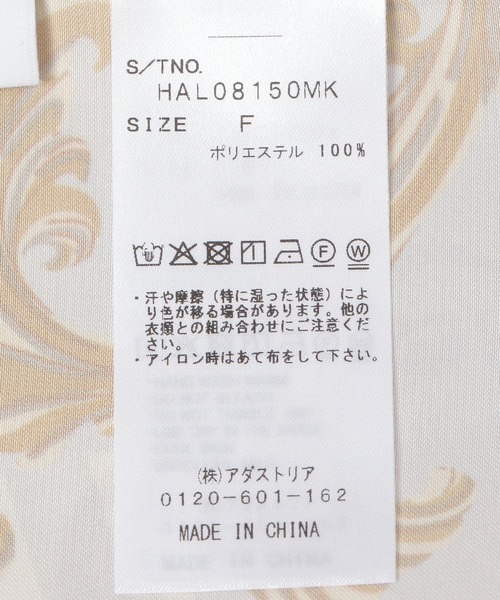 S/TNO.
HAL08150MK
SIZE F
ポリエステル 100%
F W
・汗や摩擦（特に湿った状態）によ
り色が移る場合があります。他の
衣類との組み合わせにご注意くだ
さい。
・アイロン時はあて布をして下さい。
(株)アダストリア
0120-601-162
MADE IN CHINA